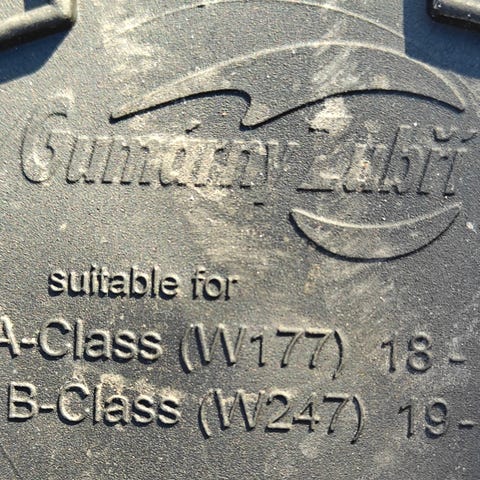 Gumárny Zubří
suitable for
A-Class (W177) 18-
B-Class (W247) 19-